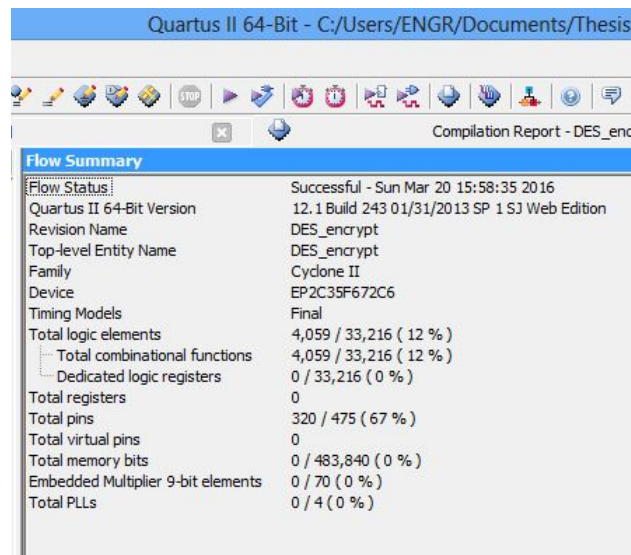 Quartus II 64-Bit - C:/Users/ENGR/Documents/Thesis
STOP
Compilation Report - DES_enc
Flow Summary
Flow Status Successful - Sun Mar 20 15:58:35 2016
Quartus II 64-Bit Version 12.1 Build 243 01/31/2013 SP 1 SJ Web Edition
Revision Name DES_encrypt
Top-level Entity Name DES_encrypt
Family Cyclone II
Device EP2C35F672C6
Timing Models Final
Total logic elements 4,059 / 33,216 ( 12 % )
Total combinational functions 4,059 / 33,216 ( 12 % )
Dedicated logic registers 0 / 33,216 ( 0 % )
Total registers 0
Total pins 320 / 475 ( 67 % )
Total virtual pins 0
Total memory bits 0 / 483,840 ( 0 % )
Embedded Multiplier 9-bit elements 0 / 70 ( 0 % )
Total PLLs 0 / 4 ( 0 % )